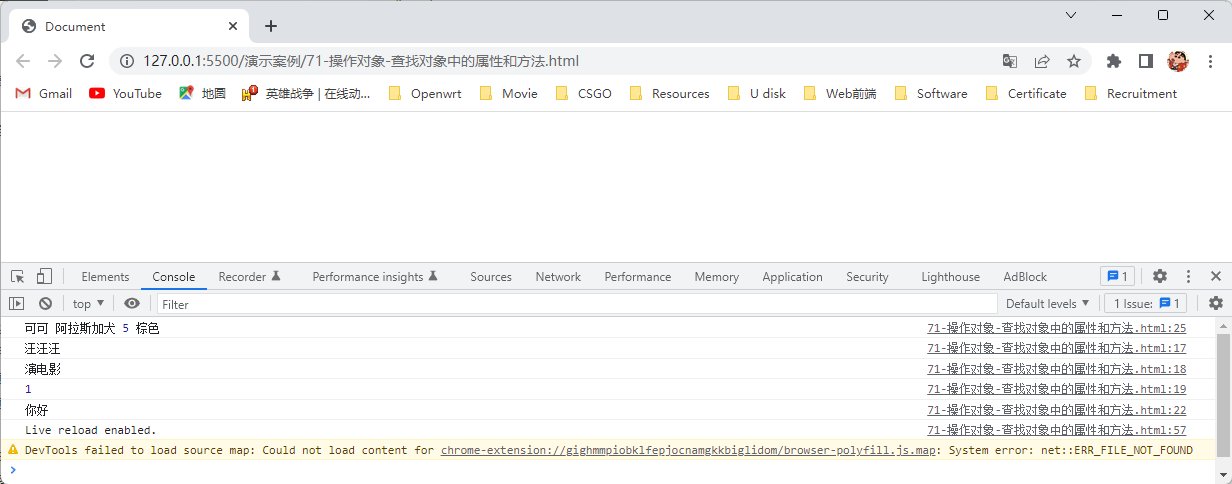 Document
127.0.0.1:5500/演示案例/71-操作对象-查找对象中的属性和方法.html
Gmail YouTube 地圖 英雄战争 | 在线动... Openwrt Movie CSGO Resources U disk Web前端 Software Certificate Recruitment
Elements Console Recorder Performance insights Sources Network Performance Memory Application Security Lighthouse AdBlock 1
top Filter Default levels 1 Issue: 1
可可 阿拉斯加犬 5 棕色 71-操作对象-查找对象中的属性和方法.html:25
汪汪汪 71-操作对象-查找对象中的属性和方法.html:17
演电影 71-操作对象-查找对象中的属性和方法.html:18
1 71-操作对象-查找对象中的属性和方法.html:19
你好 71-操作对象-查找对象中的属性和方法.html:22
Live reload enabled. 71-操作对象-查找对象中的属性和方法.html:57
DevTools failed to load source map: Could not load content for chrome-extension://gighmmpiobklfepjocnamgkkbiglidom/browser-polyfill.js.map: System error: net::ERR_FILE_NOT_FOUND